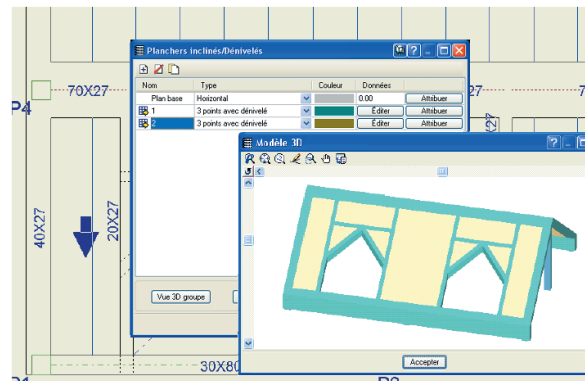 Planchers inclinés/Dénivelés
Nom Type Couleur Données
Plan base Horizontal 0.00 Attribuer
1 3 points avec dénivelé Éditer Attribuer
2 3 points avec dénivelé Éditer Attribuer
70X27
27
P4
Modèle 3D
40X27
20X27
Vue 3D groupe
Accepter
30X80